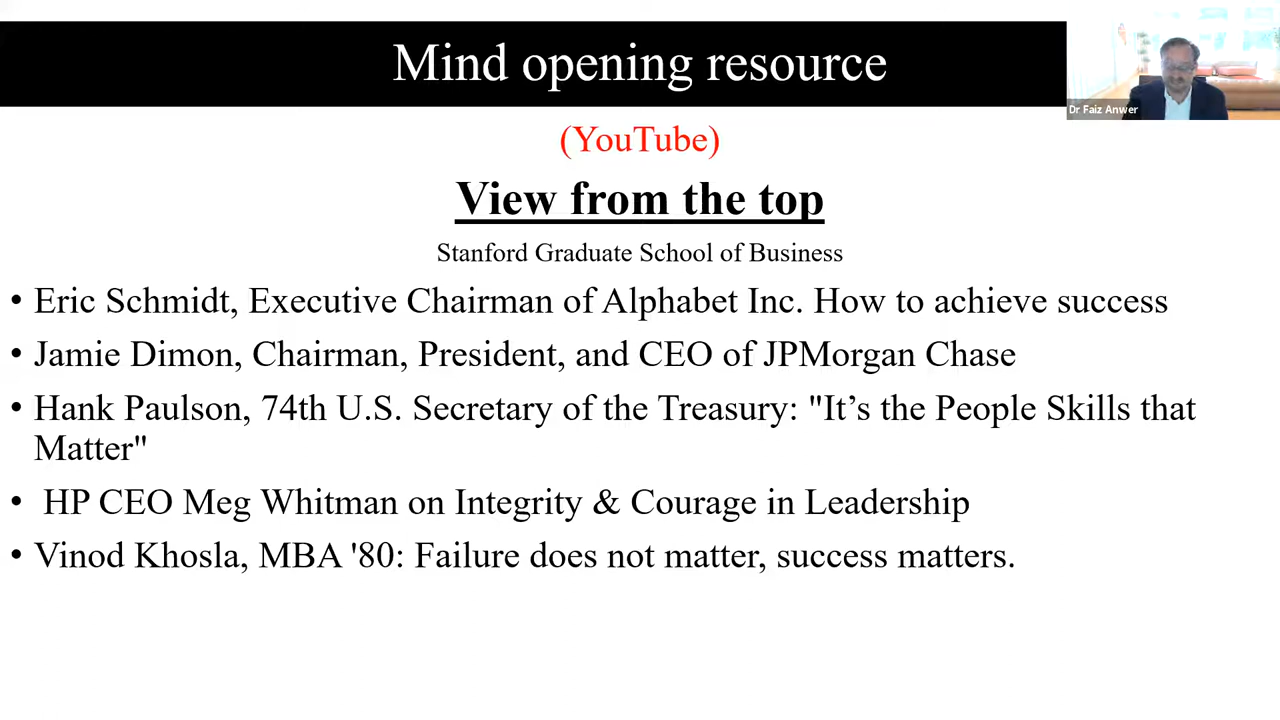 Mind opening resource
Dr Faiz Anwer
(YouTube)
View from the top
Stanford Graduate School of Business
• Eric Schmidt, Executive Chairman of Alphabet Inc. How to achieve success
• Jamie Dimon, Chairman, President, and CEO of JPMorgan Chase
• Hank Paulson, 74th U.S. Secretary of the Treasury: "It’s the People Skills that
Matter"
• HP CEO Meg Whitman on Integrity & Courage in Leadership
• Vinod Khosla, MBA '80: Failure does not matter, success matters.